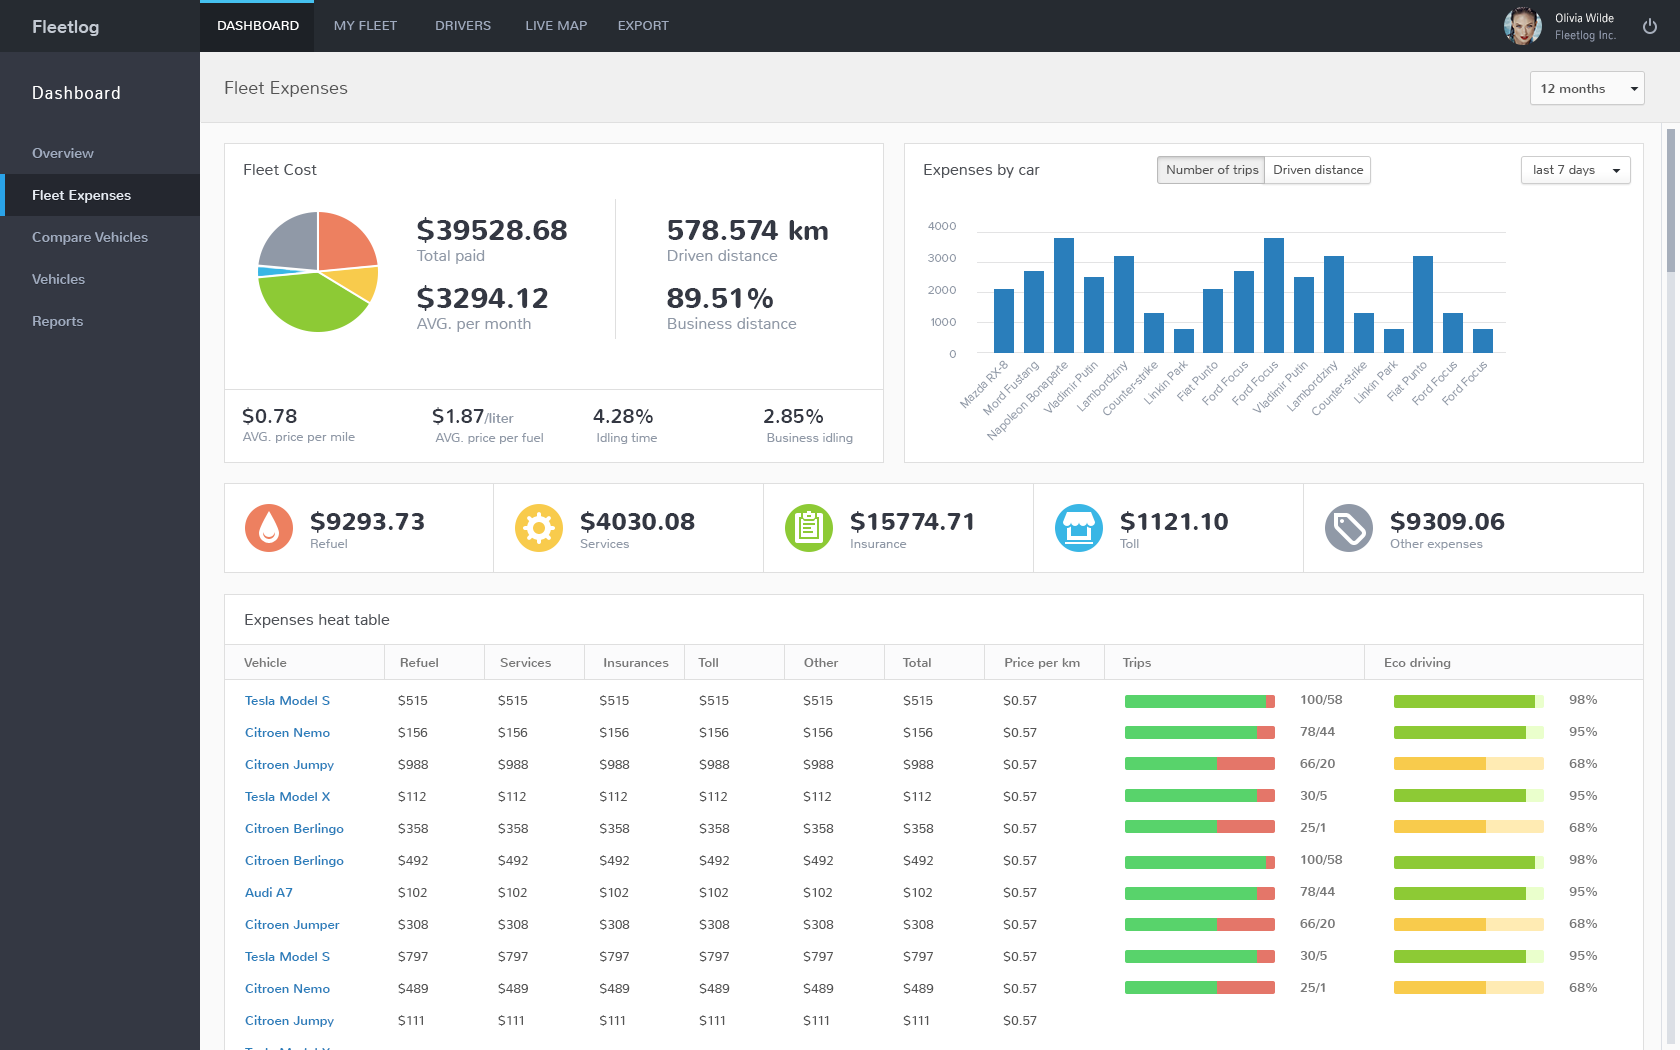 Fleetlog
DASHBOARD MY FLEET DRIVERS LIVE MAP EXPORT
Olivia Wilde
Fleetlog Inc.
Dashboard
Overview
Fleet Expenses
Compare Vehicles
Vehicles
Reports
Fleet Expenses
12 months
Fleet Cost
$39528.68
Total paid
$3294.12
AVG. per month
578.574 km
Driven distance
89.51%
Business distance
$0.78
AVG. price per mile
$1.87/liter
AVG. price per fuel
4.28%
Idling time
2.85%
Business idling
Expenses by car
Number of trips Driven distance
last 7 days
4000
3000
2000
1000
0
Mazda RX-8
Mord Fustang
Napoleon Bonaparte
Vladimir Putin
Lambordziny
Counter-strike
Linkin Park
Fiat Punto
Ford Focus
Ford Focus
Vladimir Putin
Lambordziny
Counter-strike
Linkin Park
Fiat Punto
Ford Focus
Ford Focus
$9293.73
Refuel
$4030.08
Services
$15774.71
Insurance
$1121.10
Toll
$9309.06
Other expenses
Expenses heat table
Vehicle Refuel Services Insurances Toll Other Total Price per km Trips Eco driving
Tesla Model S $515 $515 $515 $515 $515 $515 $0.57 100/58 98%
Citroen Nemo $156 $156 $156 $156 $156 $156 $0.57 78/44 95%
Citroen Jumpy $988 $988 $988 $988 $988 $988 $0.57 66/20 68%
Tesla Model X $112 $112 $112 $112 $112 $112 $0.57 30/5 95%
Citroen Berlingo $358 $358 $358 $358 $358 $358 $0.57 25/1 68%
Citroen Berlingo $492 $492 $492 $492 $492 $492 $0.57 100/58 98%
Audi A7 $102 $102 $102 $102 $102 $102 $0.57 78/44 95%
Citroen Jumper $308 $308 $308 $308 $308 $308 $0.57 66/20 68%
Tesla Model S $797 $797 $797 $797 $797 $797 $0.57 30/5 95%
Citroen Nemo $489 $489 $489 $489 $489 $489 $0.57 25/1 68%
Citroen Jumpy $111 $111 $111 $111 $111 $111 $0.57